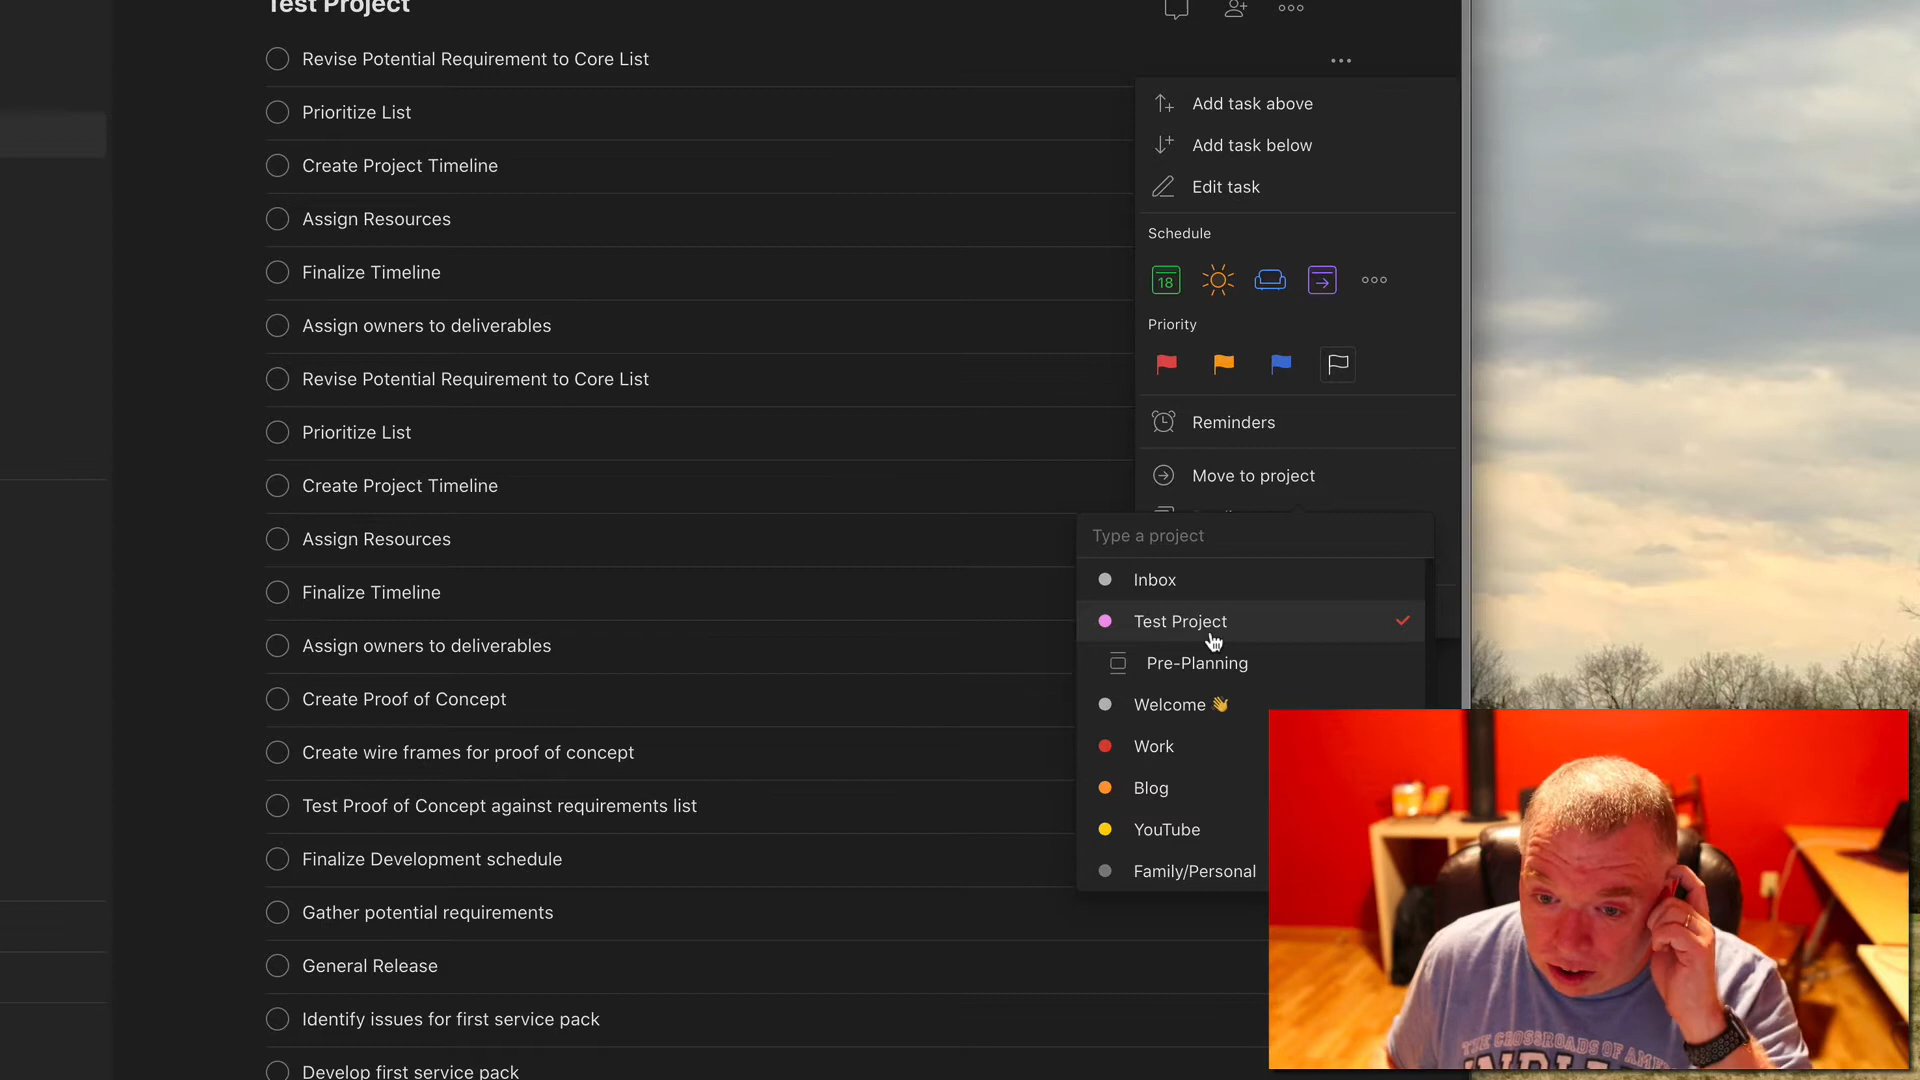 Test Project
Revise Potential Requirement to Core List
Prioritize List
Create Project Timeline
Assign Resources
Finalize Timeline
Assign owners to deliverables
Revise Potential Requirement to Core List
Prioritize List
Create Project Timeline
Assign Resources
Finalize Timeline
Assign owners to deliverables
Create Proof of Concept
Create wire frames for proof of concept
Test Proof of Concept against requirements list
Finalize Development schedule
Gather potential requirements
General Release
Identify issues for first service pack
Develop first service pack
Add task above
Add task below
Edit task
Schedule
18
Priority
Reminders
Move to project
Type a project
Inbox
Test Project
Pre-Planning
Welcome 👋
Work
Blog
YouTube
Family/Personal
THE CROSSROADS OF